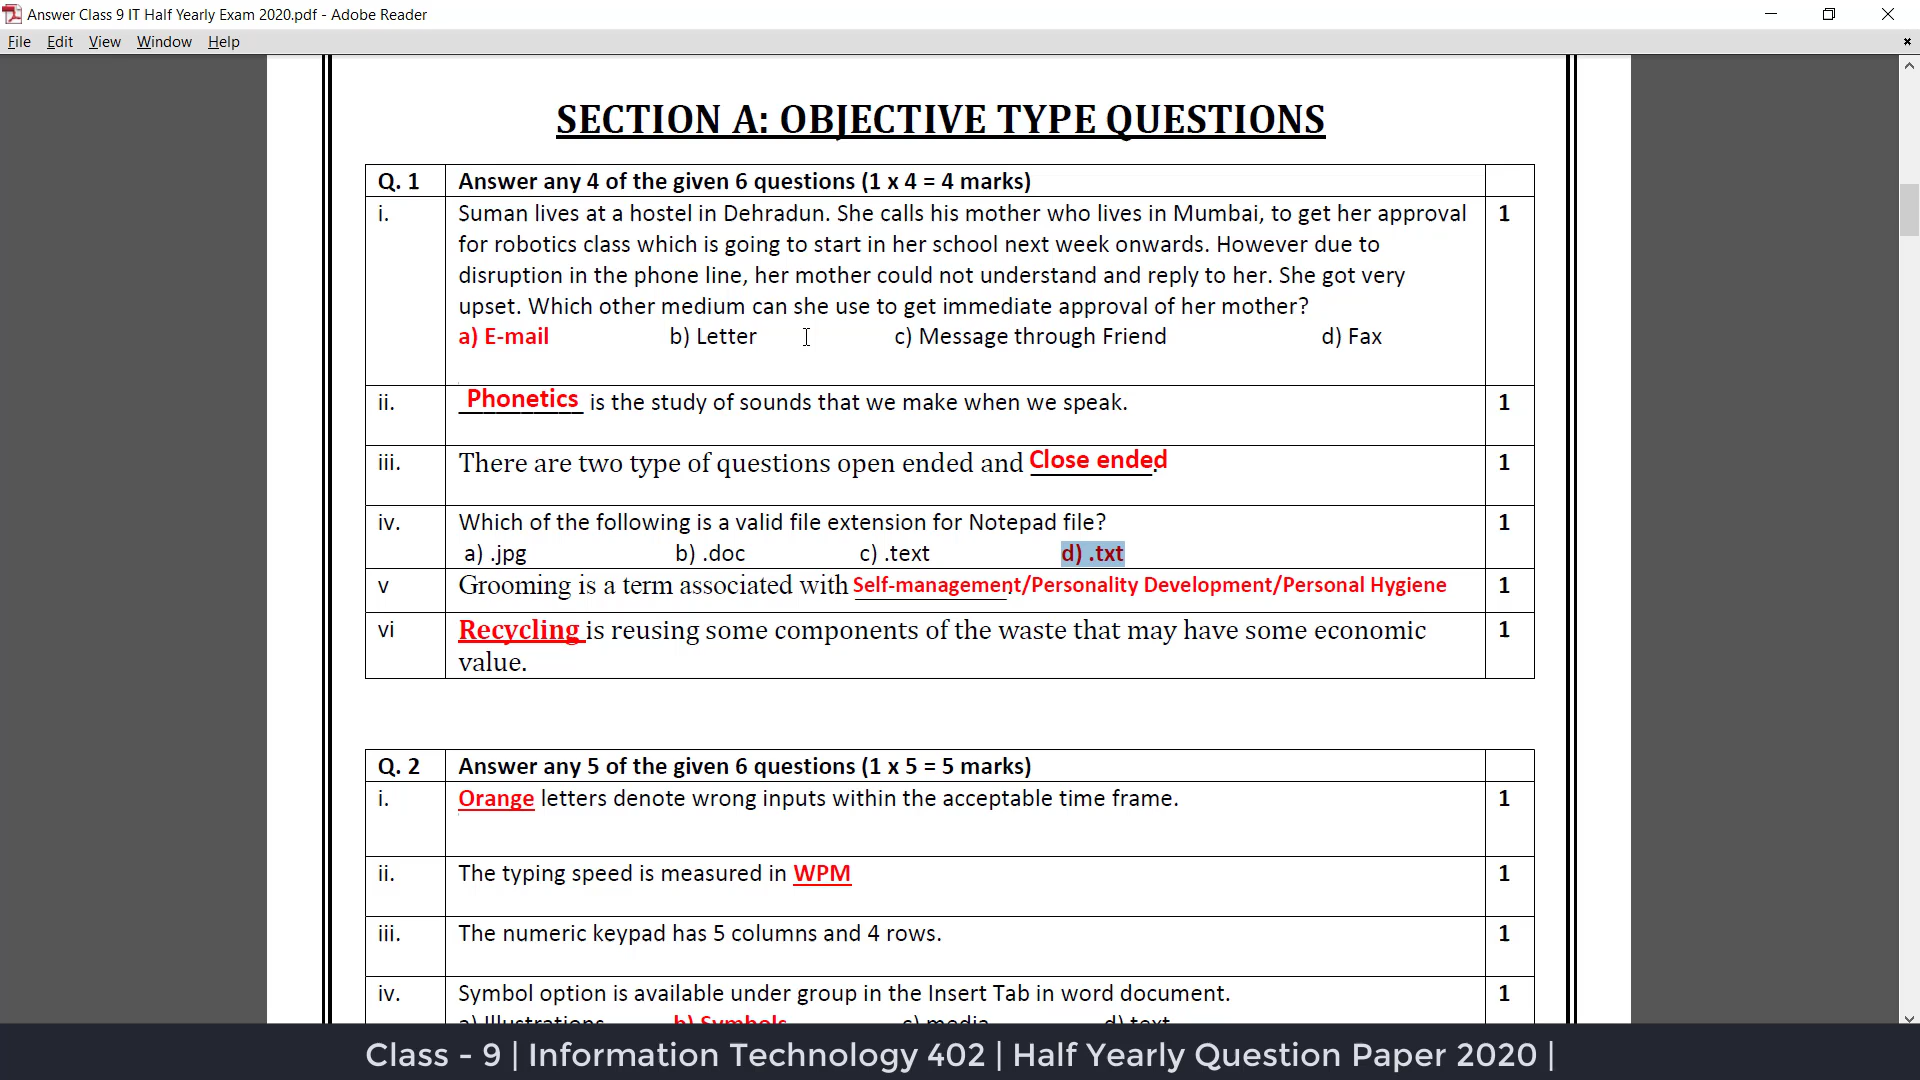 Answer Class 9 IT Half Yearly Exam 2020.pdf - Adobe Reader
File Edit View Window Help
SECTION A: OBJECTIVE TYPE QUESTIONS
Q. 1 Answer any 4 of the given 6 questions (1 x 4 = 4 marks)
i. Suman lives at a hostel in Dehradun. She calls his mother who lives in Mumbai, to get her approval 1
for robotics class which is going to start in her school next week onwards. However due to
disruption in the phone line, her mother could not understand and reply to her. She got very
upset. Which other medium can she use to get immediate approval of her mother?
a) E-mail b) Letter c) Message through Friend d) Fax
ii. Phonetics is the study of sounds that we make when we speak. 1
iii. There are two type of questions open ended and Close ended. 1
iv. Which of the following is a valid file extension for Notepad file? 1
a) .jpg b) .doc c) .text d) .txt
v Grooming is a term associated with Self-management/Personality Development/Personal Hygiene 1
vi Recycling is reusing some components of the waste that may have some economic 1
value.
Q. 2 Answer any 5 of the given 6 questions (1 x 5 = 5 marks)
i. Orange letters denote wrong inputs within the acceptable time frame. 1
ii. The typing speed is measured in WPM 1
iii. The numeric keypad has 5 columns and 4 rows. 1
iv. Symbol option is available under group in the Insert Tab in word document. 1
a) Illustrations b) Symbols c) media d) text
Class - 9 | Information Technology 402 | Half Yearly Question Paper 2020 |